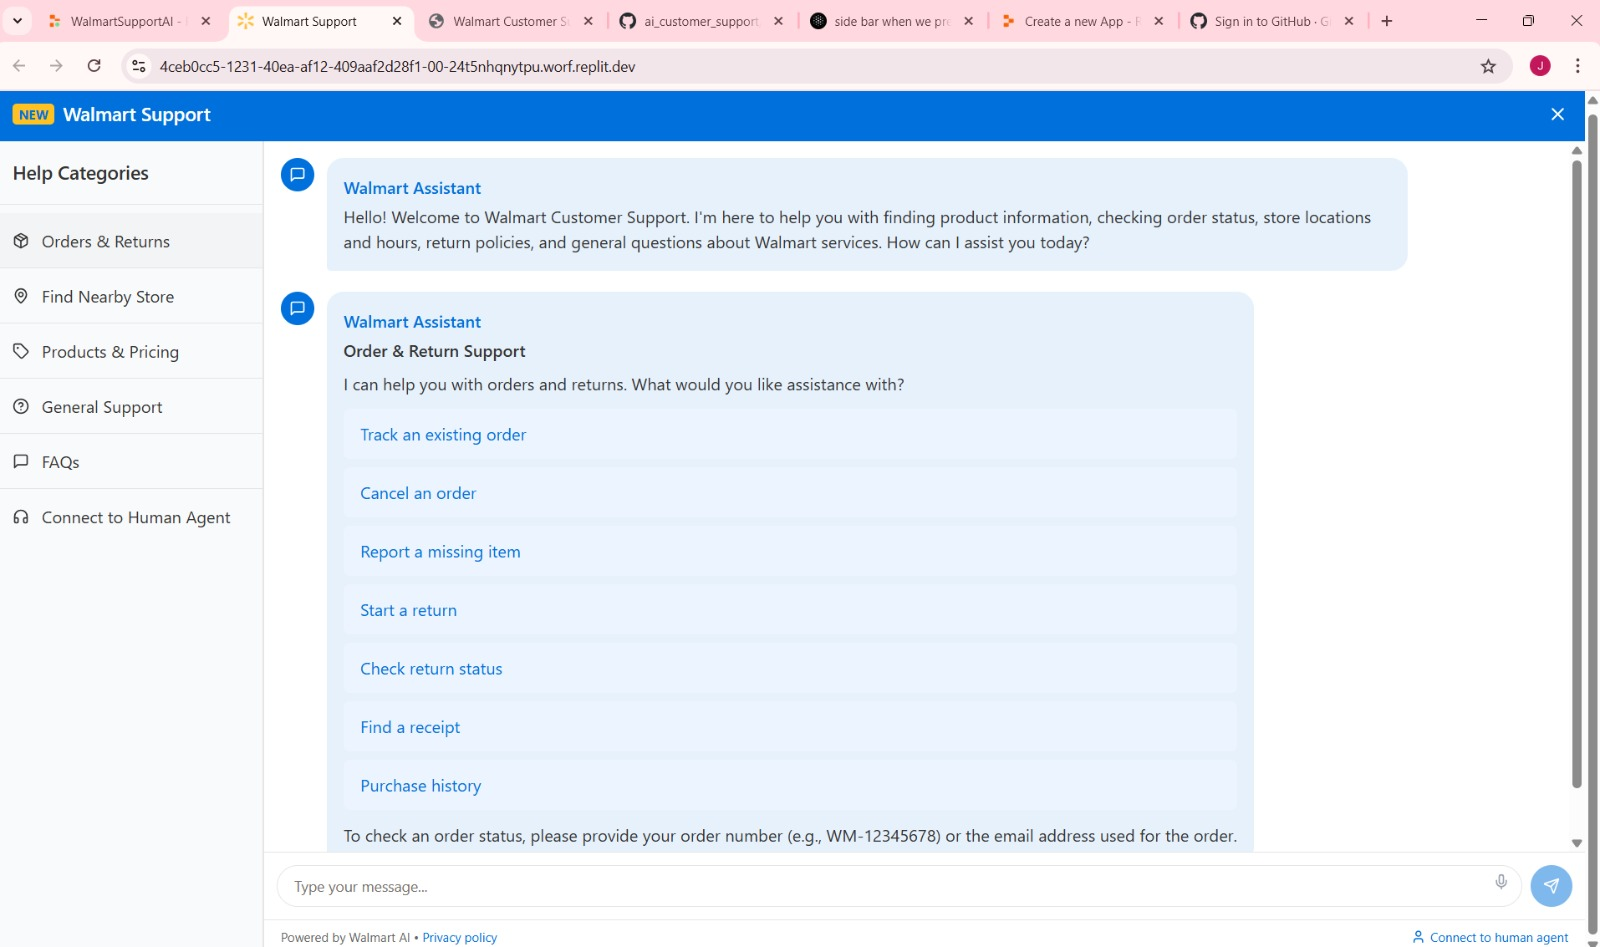 WalmartSupportAI -
Walmart Support
Walmart Customer S
ai_customer_support
side bar when we pre
Create a new App -
Sign in to GitHub ·
4ceb0cc5-1231-40ea-af12-409aaf2d28f1-00-24t5nhqnytpu.worf.replit.dev
J
NEW Walmart Support
Help Categories
Orders & Returns
Find Nearby Store
Products & Pricing
General Support
FAQs
Connect to Human Agent
Walmart Assistant
Hello! Welcome to Walmart Customer Support. I'm here to help you with finding product information, checking order status, store locations
and hours, return policies, and general questions about Walmart services. How can I assist you today?
Walmart Assistant
Order & Return Support
I can help you with orders and returns. What would you like assistance with?
Track an existing order
Cancel an order
Report a missing item
Start a return
Check return status
Find a receipt
Purchase history
To check an order status, please provide your order number (e.g., WM-12345678) or the email address used for the order.
Type your message...
Powered by Walmart AI • Privacy policy
Connect to human agent